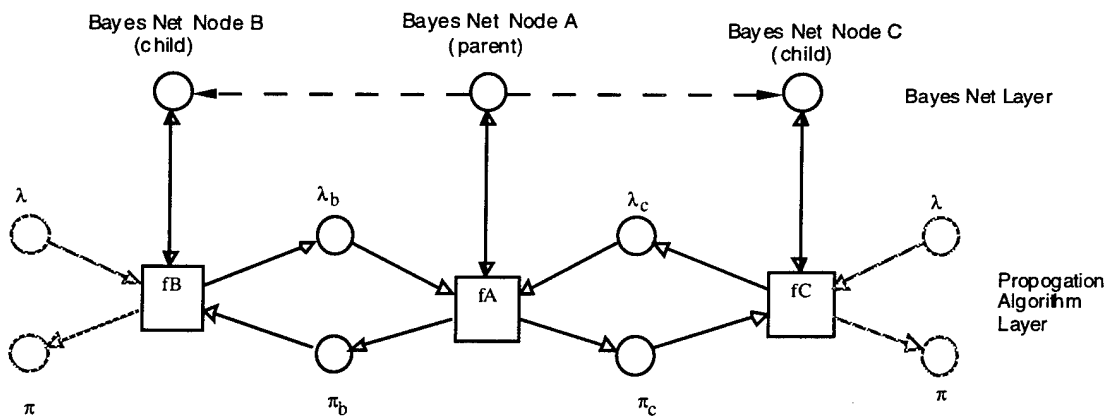 Bayes Net Node B
(child)
Bayes Net Node A
(parent)
Bayes Net Node C
(child)
Bayes Net Layer
λ
λb
λc
λ
fB
fA
fC
Propogation
Algorithm
Layer
π
πb
πc
π